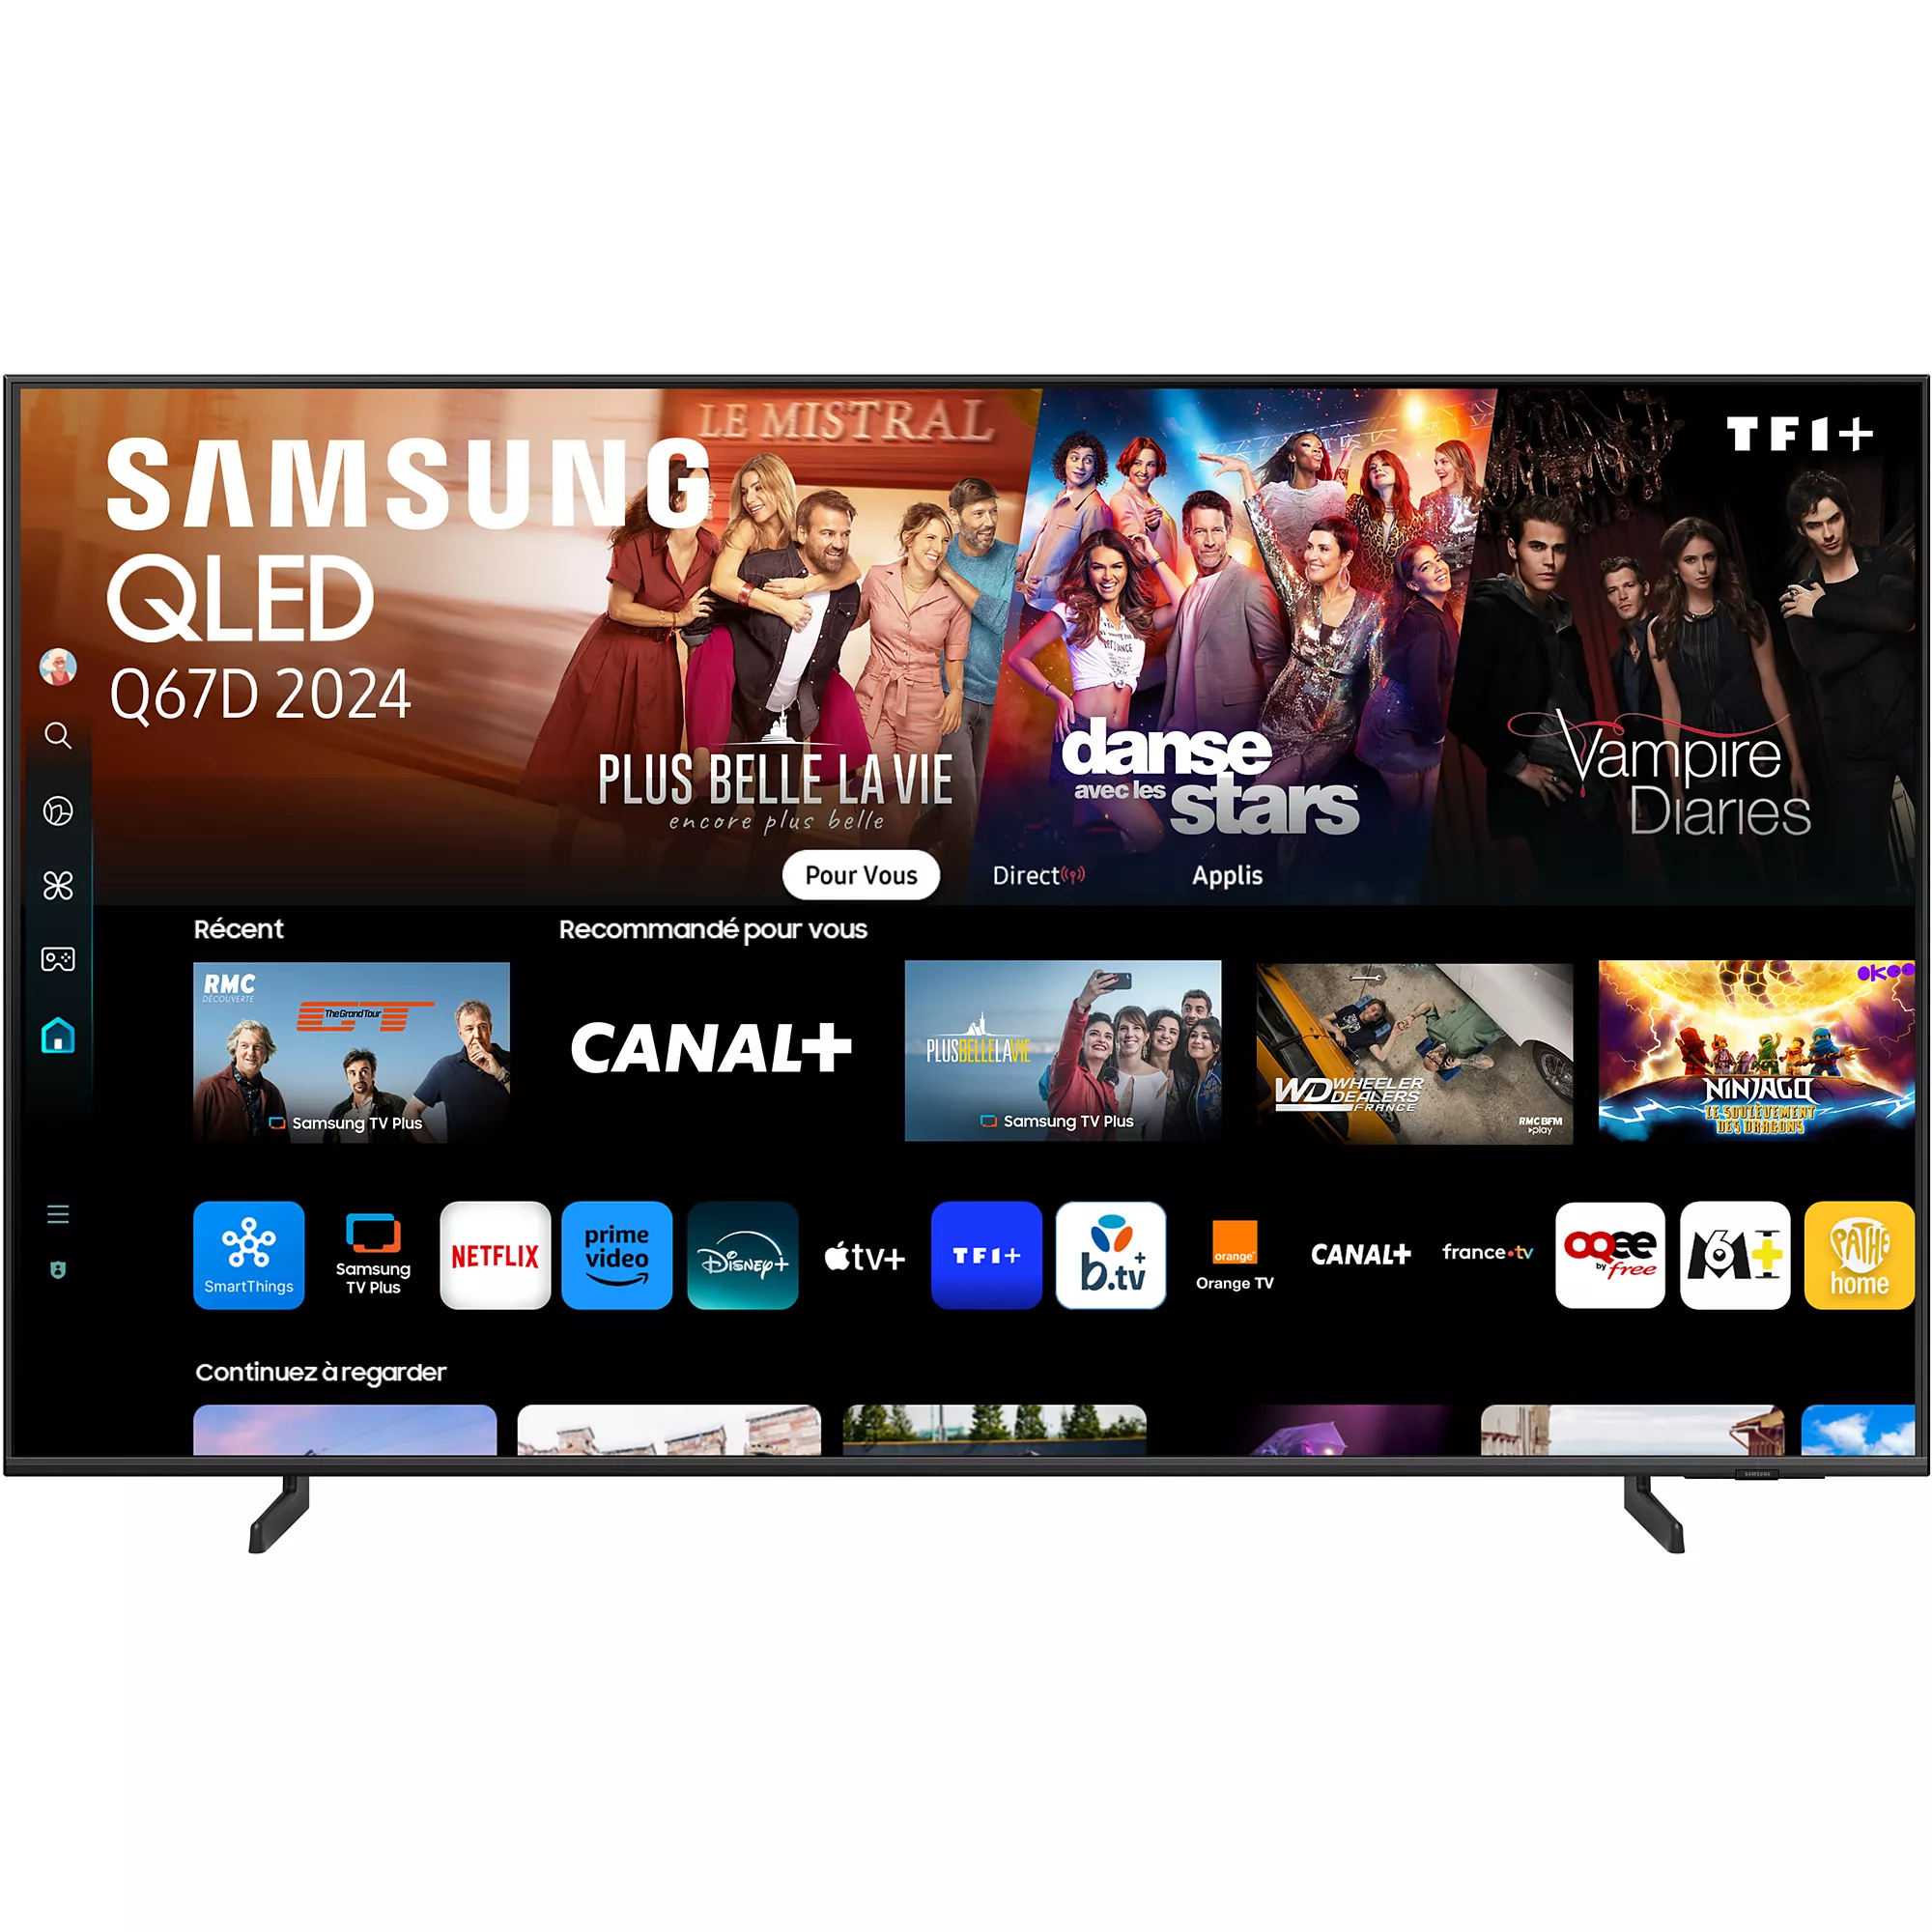 LE MISTRAL
TF1+
SAMSUNG
QLED
Q67D 2024
PLUS BELLE LA VIE
encore plus belle
danse
avec les
stars
Vampire
Diaries
Pour Vous
Direct
Applis
Récent
Recommandé pour vous
RMC
DÉCOUVERTE
GT
The Grand Tour
Samsung TV Plus
CANAL+
PLUS BELLE LA VIE
Samsung TV Plus
WD WHEELER
DEALERS
FRANCE
RMC BFM
play
OKOO
NINJAGO
LE SOULÈVEMENT
DES DRAGONS
SmartThings
Samsung
TV Plus
NETFLIX
prime
video
Disney+
tv+
TF1+
b.tv+
orange
Orange TV
CANAL+
france•tv
OQEE
by free
M6+
PATHÉ
home
Continuez à regarder
SAMSUNG